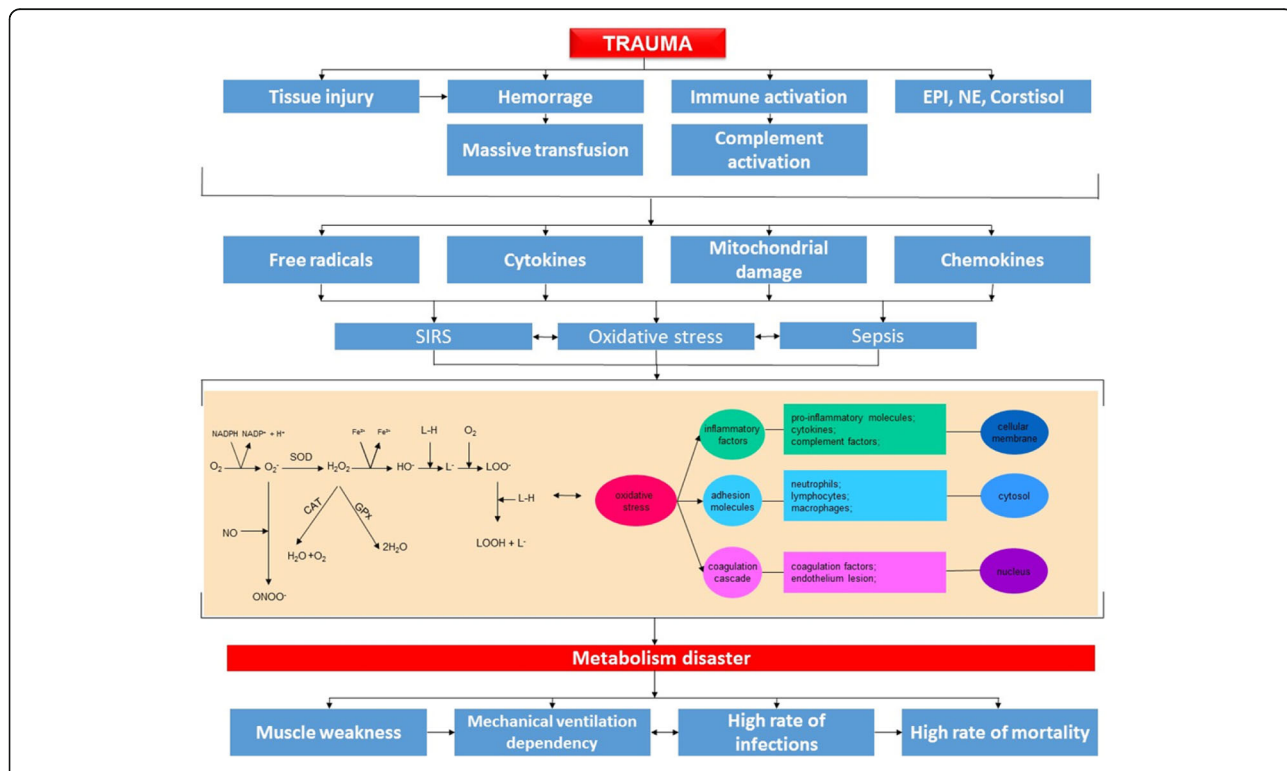 TRAUMA
Tissue injury
Hemorrage
Immune activation
EPI, NE, Corstisol
Massive transfusion
Complement
activation
Free radicals
Cytokines
Mitochondrial
damage
Chemokines
SIRS
Oxidative stress
Sepsis
NADPH NADP⁺ + H⁺
Fe²⁺ Fe³⁺
L-H
O₂
O₂
O₂⁻
SOD
H₂O₂
HO⁻
L⁻
LOO⁻
L-H
LOOH + L⁻
CAT
GPx
NO
H₂O +O₂
2H₂O
ONOO⁻
oxidative
stress
inflammatory
factors
pro-inflammatory molecules;
cytokines;
complement factors;
cellular
membrane
adhesion
molecules
neutrophils;
lymphocytes;
macrophages;
cytosol
coagulation
cascade
coagulation factors;
endothelium lesion;
nucleus
Metabolism disaster
Muscle weakness
Mechanical ventilation
dependency
High rate of
infections
High rate of mortality